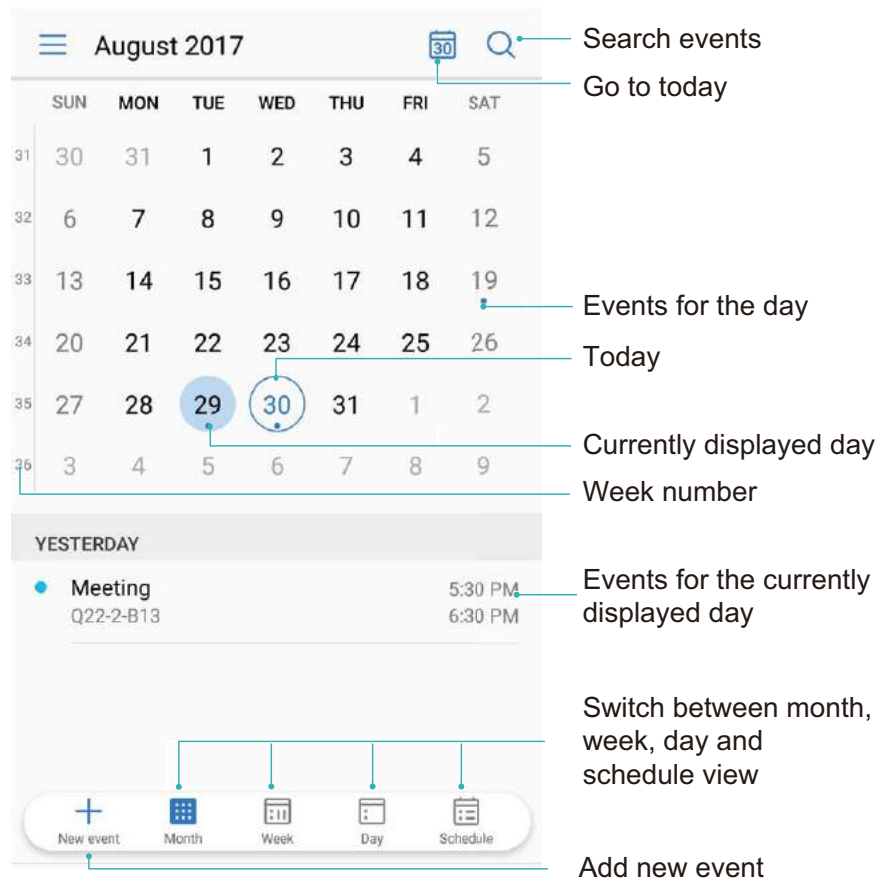 August 2017
30
Search events
Go to today
SUN MON TUE WED THU FRI SAT
31 30 31 1 2 3 4 5
32 6 7 8 9 10 11 12
33 13 14 15 16 17 18 19
Events for the day
34 20 21 22 23 24 25 26
Today
35 27 28 29 30 31 1 2
Currently displayed day
36 3 4 5 6 7 8 9
Week number
YESTERDAY
Meeting 5:30 PM
Q22-2-B13 6:30 PM
Events for the currently
displayed day
Switch between month,
week, day and
schedule view
New event Month Week Day Schedule
Add new event